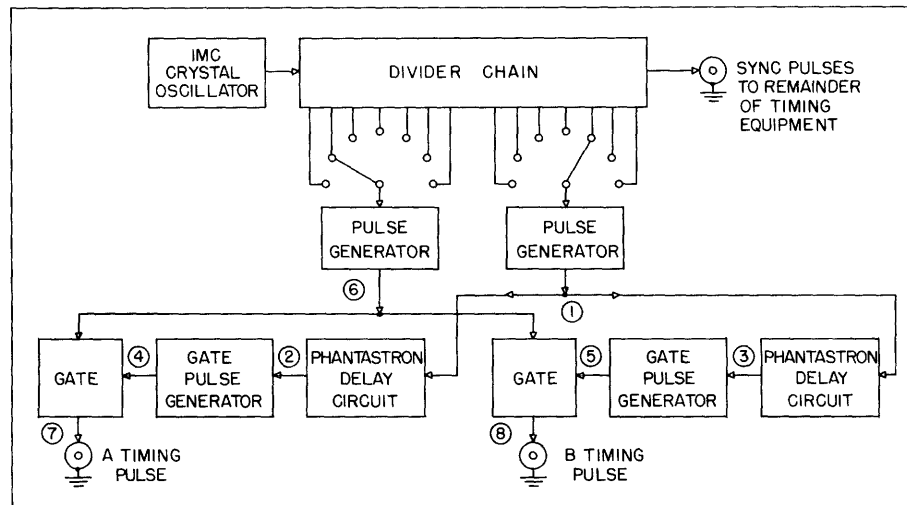 IMC
CRYSTAL
OSCILLATOR
DIVIDER CHAIN
SYNC PULSES
TO REMAINDER
OF TIMING
EQUIPMENT
PULSE
GENERATOR
PULSE
GENERATOR
6
1
GATE
4
GATE
PULSE
GENERATOR
2
PHANTASTRON
DELAY
CIRCUIT
GATE
5
GATE
PULSE
GENERATOR
3
PHANTASTRON
DELAY
CIRCUIT
7
A TIMING
PULSE
8
B TIMING
PULSE